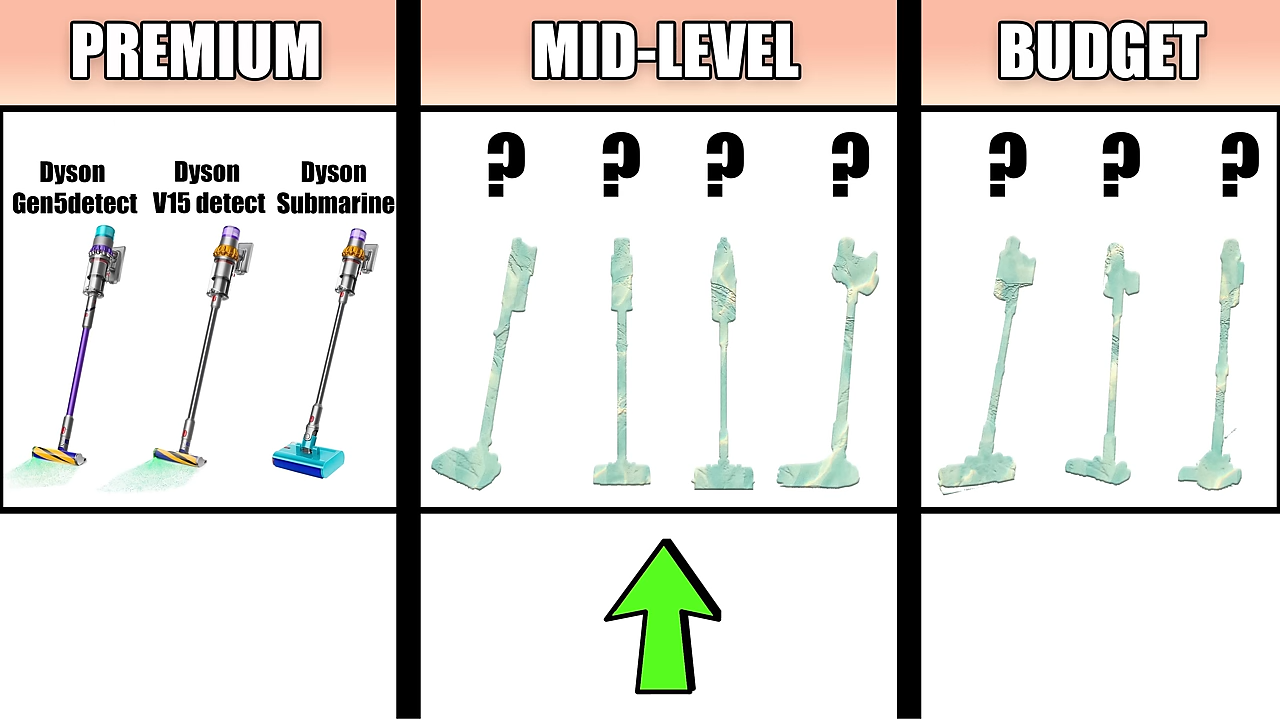 PREMIUM
MID-LEVEL
BUDGET
Dyson
Gen5detect
Dyson
V15 detect
Dyson
Submarine
? ? ? ?
? ? ?